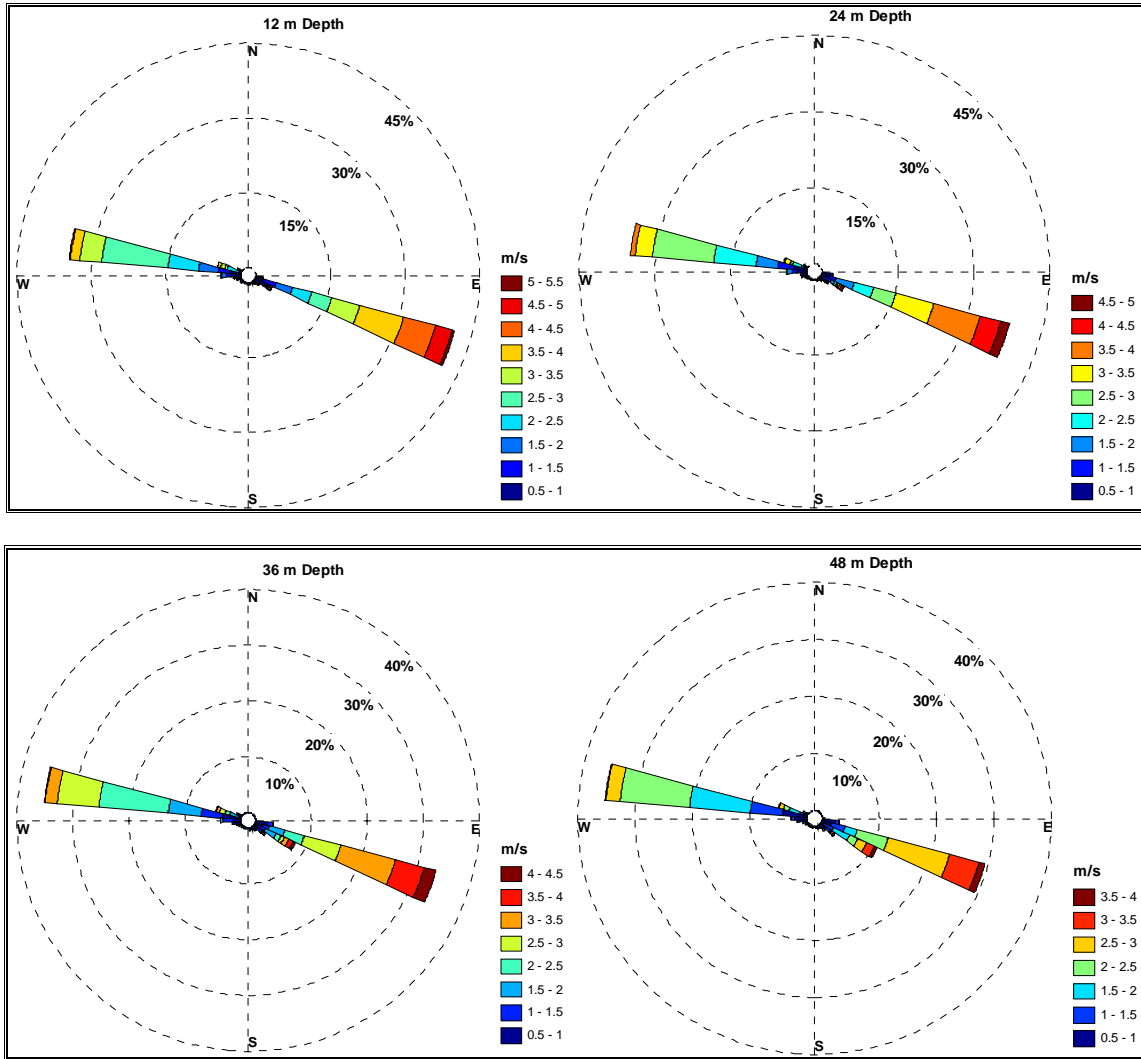 12 m Depth
N
45%
30%
15%
W
E
S
m/s
5 - 5.5
4.5 - 5
4 - 4.5
3.5 - 4
3 - 3.5
2.5 - 3
2 - 2.5
1.5 - 2
1 - 1.5
0.5 - 1
24 m Depth
N
45%
30%
15%
W
E
S
m/s
4.5 - 5
4 - 4.5
3.5 - 4
3 - 3.5
2.5 - 3
2 - 2.5
1.5 - 2
1 - 1.5
0.5 - 1
36 m Depth
N
40%
30%
20%
10%
W
E
S
m/s
4 - 4.5
3.5 - 4
3 - 3.5
2.5 - 3
2 - 2.5
1.5 - 2
1 - 1.5
0.5 - 1
48 m Depth
N
40%
30%
20%
10%
W
E
S
m/s
3.5 - 4
3 - 3.5
2.5 - 3
2 - 2.5
1.5 - 2
1 - 1.5
0.5 - 1